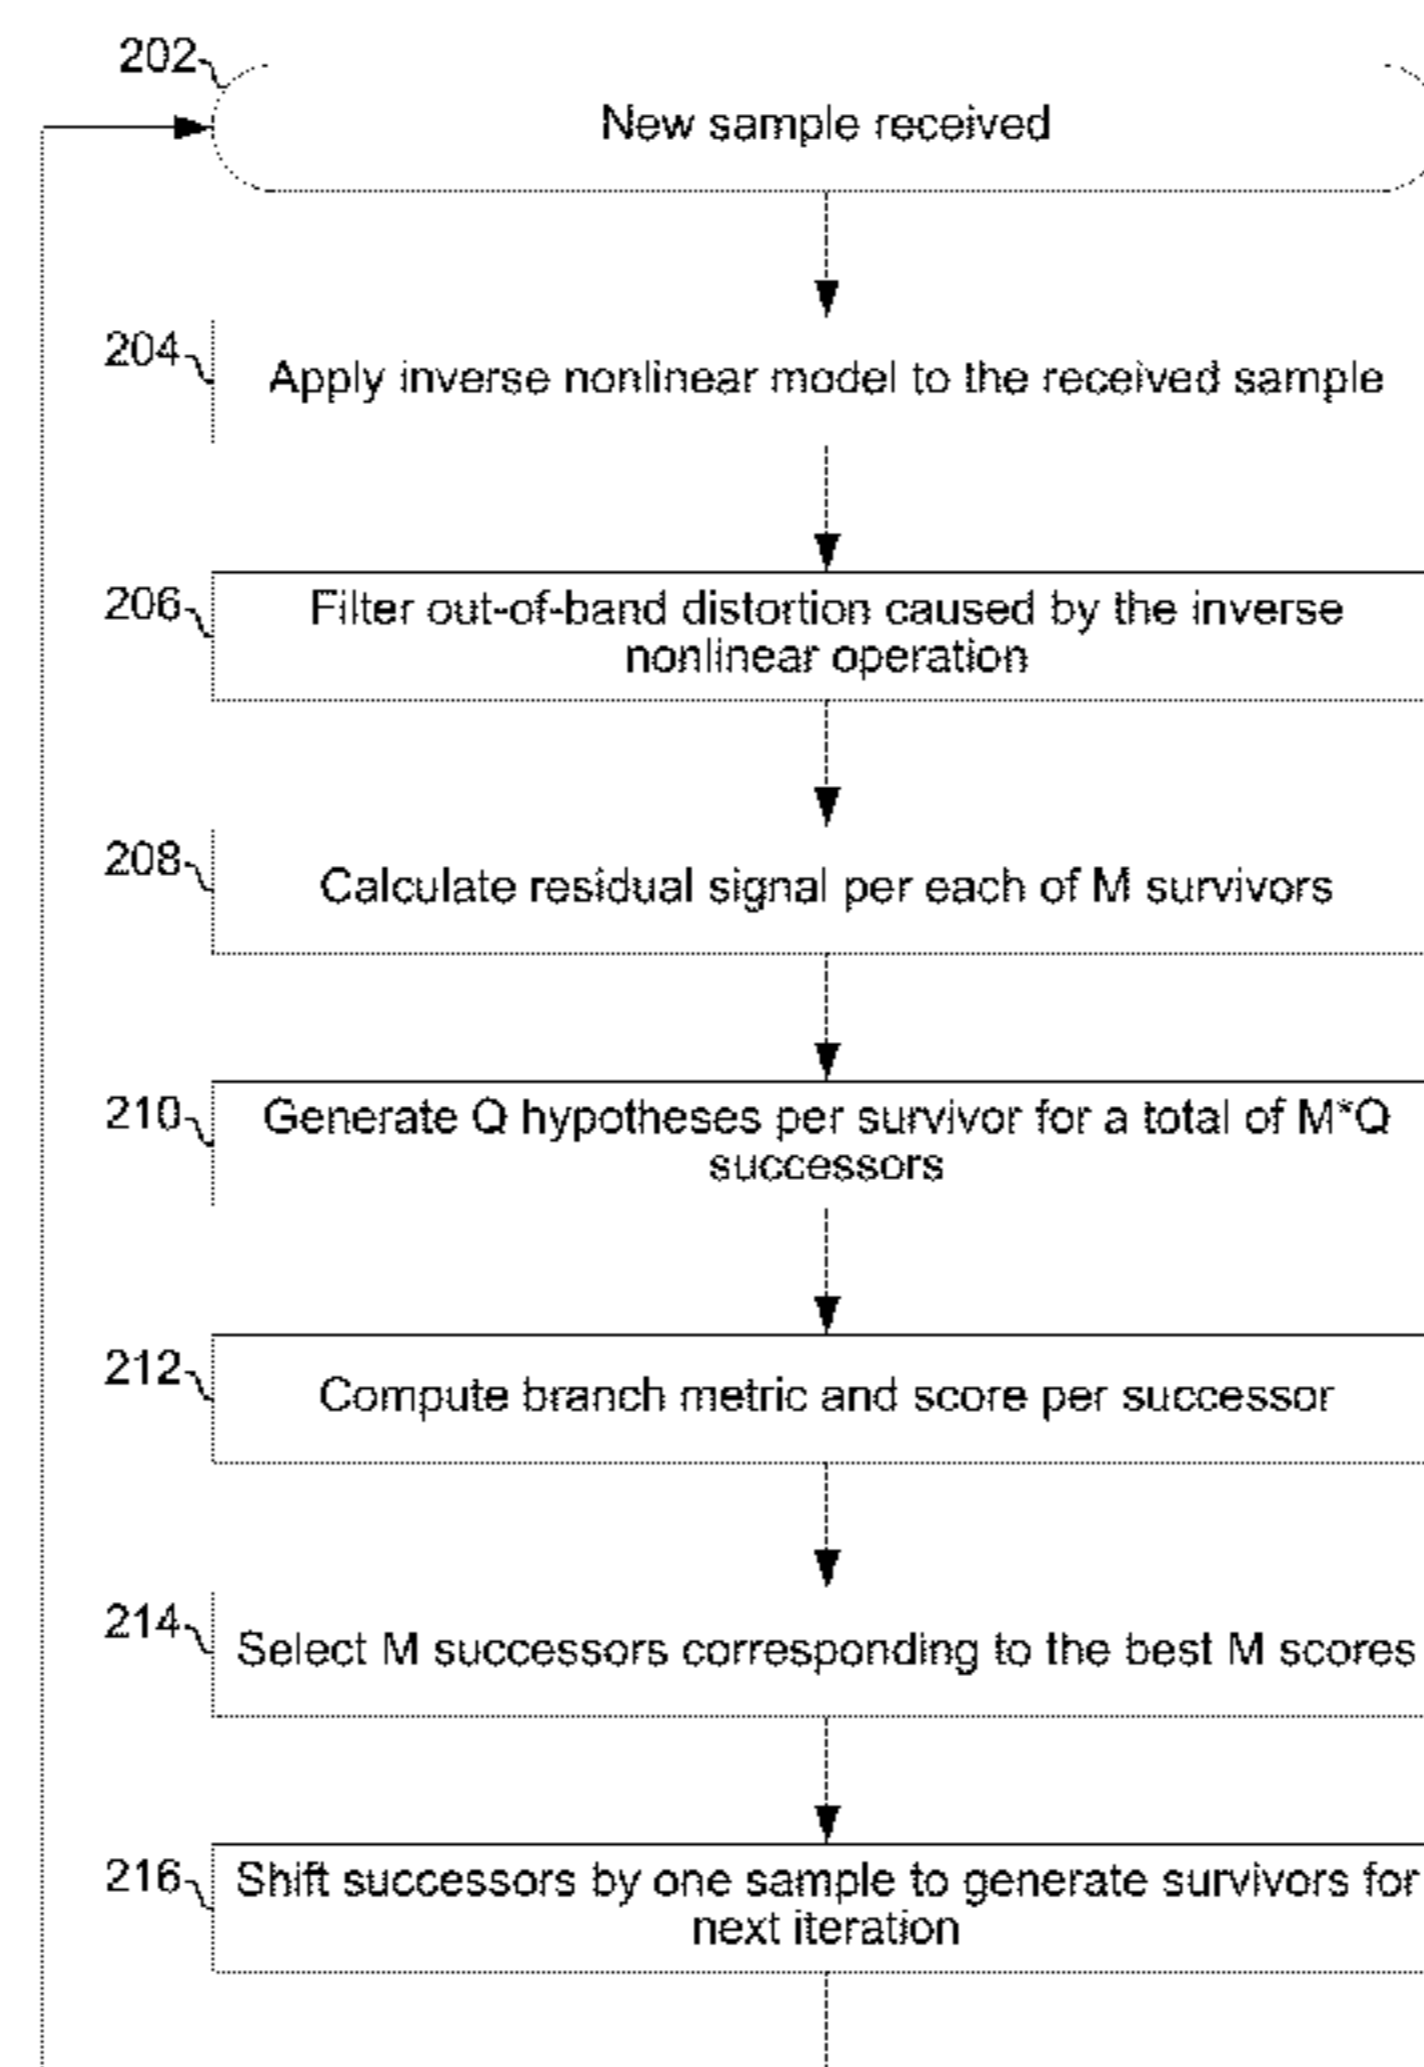 202
New sample received
204
Apply inverse nonlinear model to the received sample
206
Filter out-of-band distortion caused by the inverse
nonlinear operation
208
Calculate residual signal per each of M survivors
210
Generate Q hypotheses per survivor for a total of M*Q
successors
212
Compute branch metric and score per successor
214
Select M successors corresponding to the best M scores
216
Shift successors by one sample to generate survivors for
next iteration